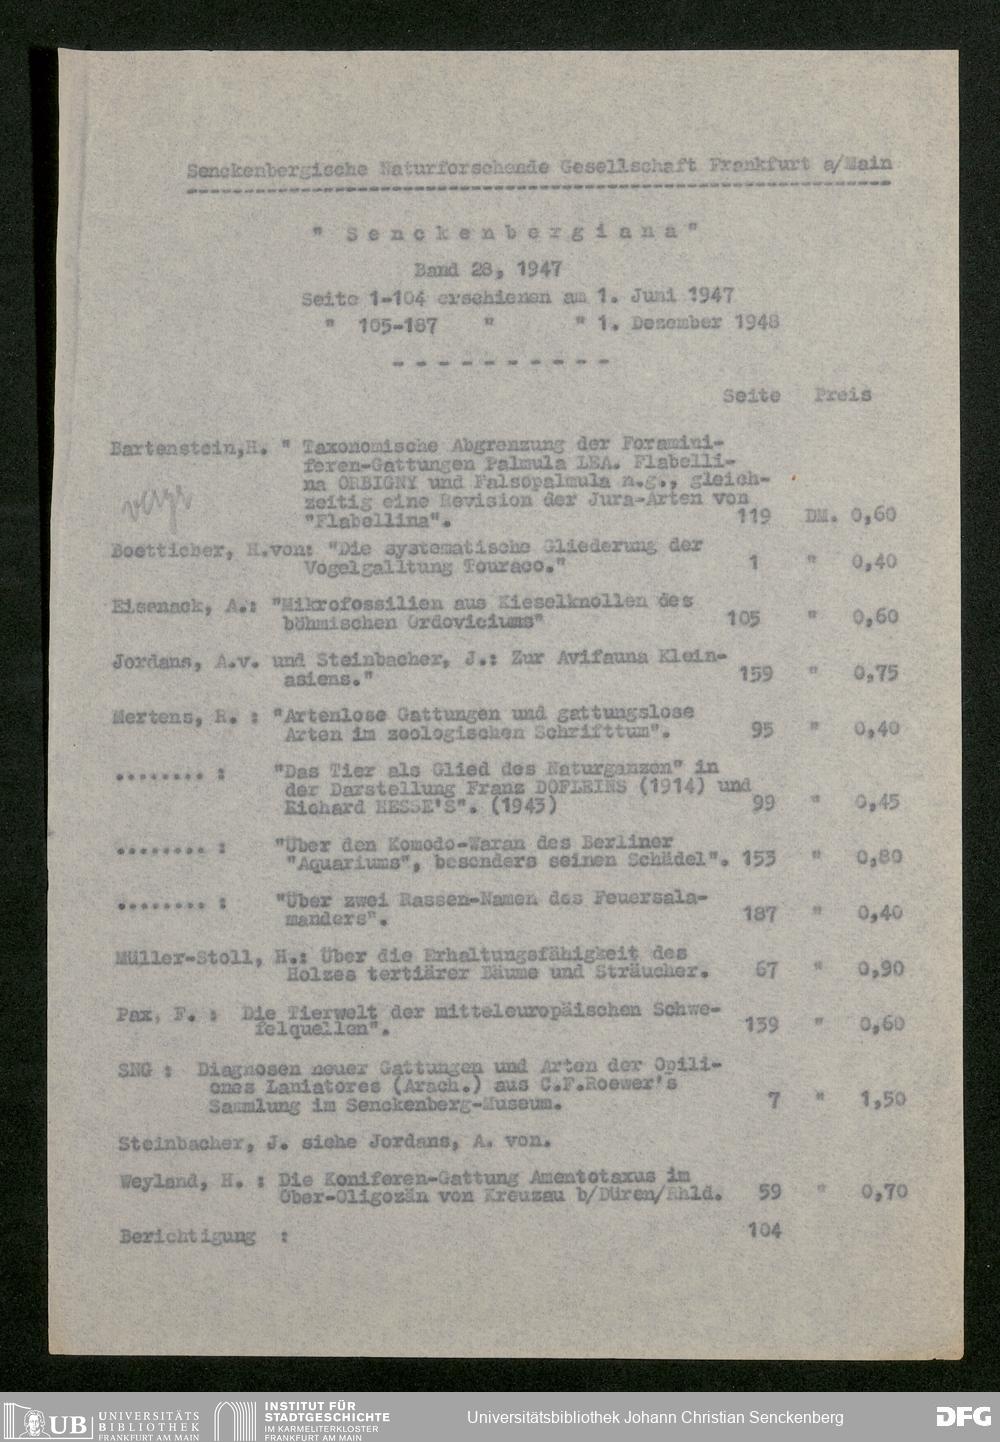 Senckenbergische Naturforschende Gesellschaft Frankfurt a/Main
" S e n c k e n b e r g i a n a "
Band 28, 1947
Seite 1-104 erschienen am 1. Juni 1947
" 105-187 " " 1. Dezember 1948
- - - - - - - - - -
Seite Preis
Bartenstein,H. " Taxonomische Abgrenzung der Foramini-
feren-Gattungen Palmula LEA. Flabelli-
na ORBIGNY und Falsopalmula n.g., gleich-
zeitig eine Revision der Jura-Arten von
"Flabellina". 119 DM. 0,60
Boetticher, H.von: "Die systematische Gliederung der
Vogelgalltung Touraco." 1 " 0,40
Eisenack, A.: "Mikrofossilien aus Kieselknollen des
böhmischen Ordoviciums" 105 " 0,60
Jordans, A.v. und Steinbacher, J.: Zur Avifauna Klein-
asiens." 159 " 0,75
Mertens, R. : "Artenlose Gattungen und gattungslose
Arten im zoologischen Schrifttum". 95 " 0,40
........ : "Das Tier als Glied des Naturganzen" in
der Darstellung Franz DOFLEINS (1914) und
Richard HESSE'S". (1943) 99 " 0,45
........ : "Über den Komodo-Waran des Berliner
"Aquariums", besonders seinen Schädel". 153 " 0,80
........ : "Über zwei Rassen-Namen des Feuersala-
manders". 187 " 0,40
Müller-Stoll, H.: Über die Erhaltungsfähigkeit des
Holzes tertiärer Bäume und Sträucher. 67 " 0,90
Pax, F. : Die Tierwelt der mitteleuropäischen Schwe-
felquellen". 139 " 0,60
SNG : Diagnosen neuer Gattungen und Arten der Opili-
ones Laniatores (Arach.) aus C.F.Roewer's
Sammlung im Senckenberg-Museum. 7 " 1,50
Steinbacher, J. siehe Jordans, A. von.
Weyland, H. : Die Koniferen-Gattung Amentotaxus im
Ober-Oligozän von Kreuzau b/Düren/Rhld. 59 " 0,70
Berichtigung : 104
UB UNIVERSITÄTS
BIBLIOTHEK
FRANKFURT AM MAIN
INSTITUT FÜR
STADTGESCHICHTE
IM KARMELITERKLOSTER
FRANKFURT AM MAIN
Universitätsbibliothek Johann Christian Senckenberg
DFG